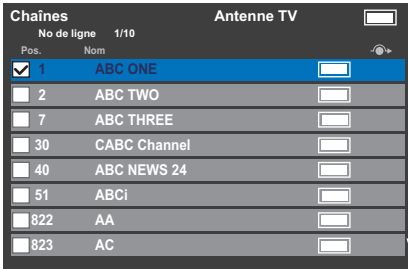 Chaînes Antenne TV
No de ligne 1/10
Pos. Nom
1 ABC ONE
2 ABC TWO
7 ABC THREE
30 CABC Channel
40 ABC NEWS 24
51 ABCi
822 AA
823 AC